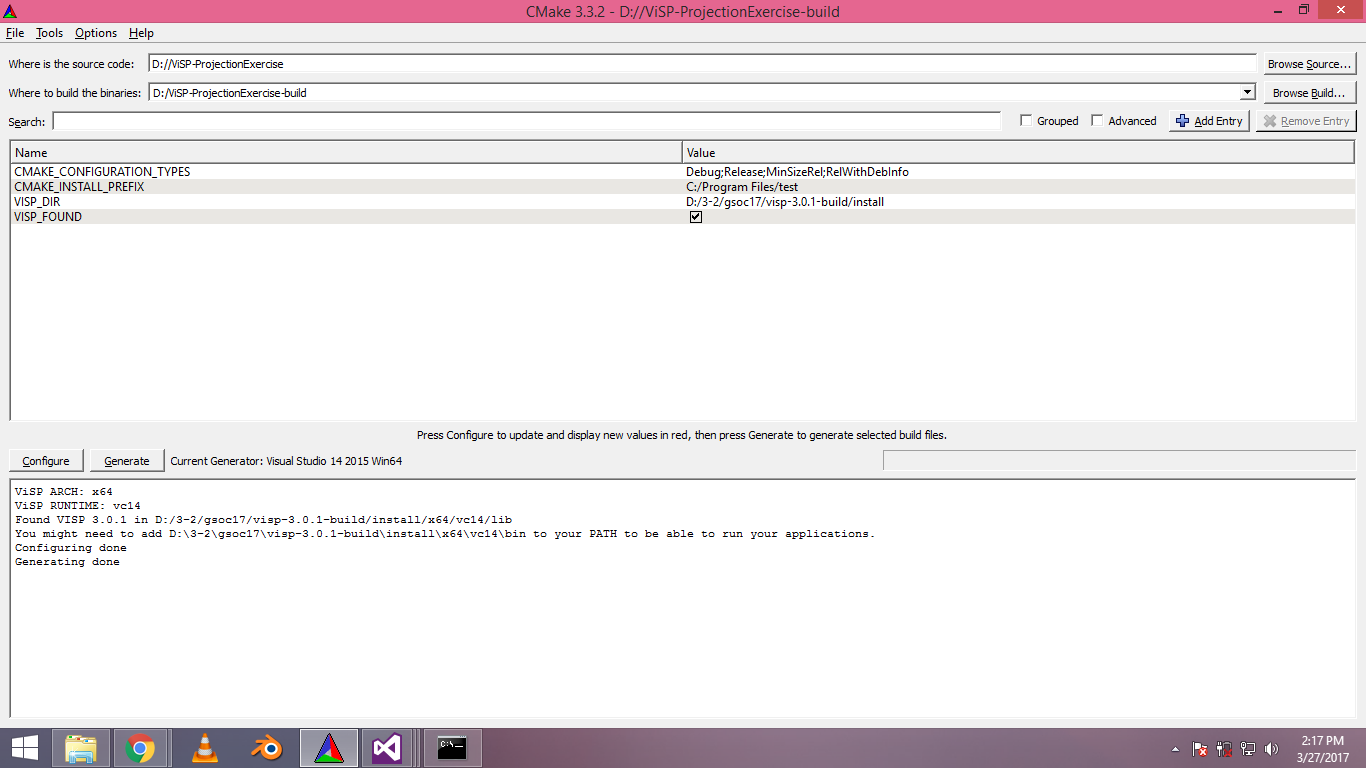 CMake 3.3.2 - D://ViSP-ProjectionExercise-build
File Tools Options Help
Where is the source code: D://ViSP-ProjectionExercise Browse Source...
Where to build the binaries: D:/ViSP-ProjectionExercise-build Browse Build...
Search: Grouped Advanced Add Entry Remove Entry
Name Value
CMAKE_CONFIGURATION_TYPES Debug;Release;MinSizeRel;RelWithDebInfo
CMAKE_INSTALL_PREFIX C:/Program Files/test
VISP_DIR D:/3-2/gsoc17/visp-3.0.1-build/install
VISP_FOUND
Press Configure to update and display new values in red, then press Generate to generate selected build files.
Configure Generate Current Generator: Visual Studio 14 2015 Win64
ViSP ARCH: x64
ViSP RUNTIME: vc14
Found VISP 3.0.1 in D:/3-2/gsoc17/visp-3.0.1-build/install/x64/vc14/lib
You might need to add D:\3-2\gsoc17\visp-3.0.1-build\install\x64\vc14\bin to your PATH to be able to run your applications.
Configuring done
Generating done
C:\
2:17 PM
3/27/2017